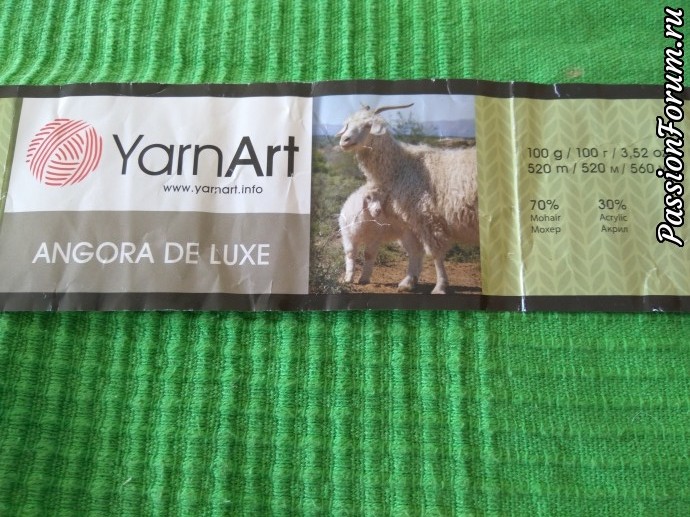 YarnArt
www.yarnart.info
ANGORA DE LUXE
100 g / 100 г / 3,52 oz
520 m / 520 м / 560
70% 30%
Mohair Acrylic
Мохер Акрил
PassionForum.ru